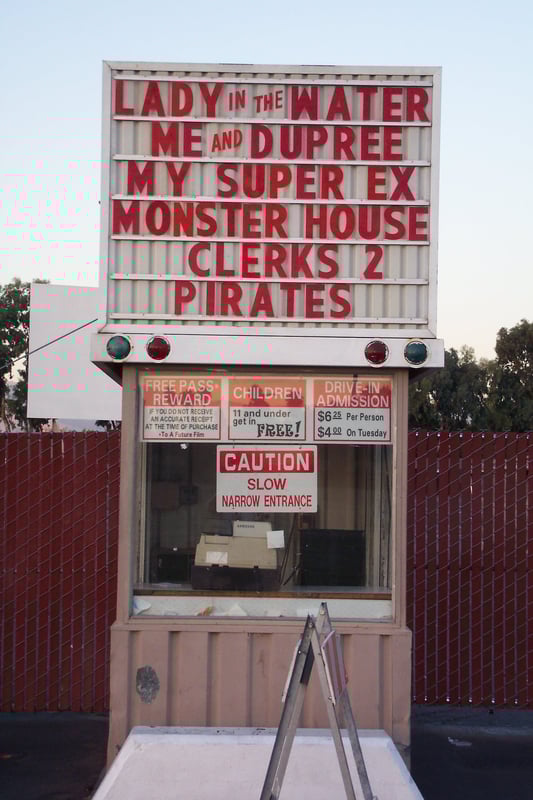 LADY IN THE WATER
ME AND DUPREE
MY SUPER EX
MONSTER HOUSE
CLERKS 2
PIRATES
FREE PASS
REWARD
IF YOU DO NOT RECEIVE
AN ACCURATE RECEIPT
AT THE TIME OF PURCHASE
To A Future Film
CHILDREN
11 and under
get in FREE!
DRIVE-IN
ADMISSION
$6.25 Per Person
$4.00 On Tuesday
CAUTION
SLOW
NARROW ENTRANCE